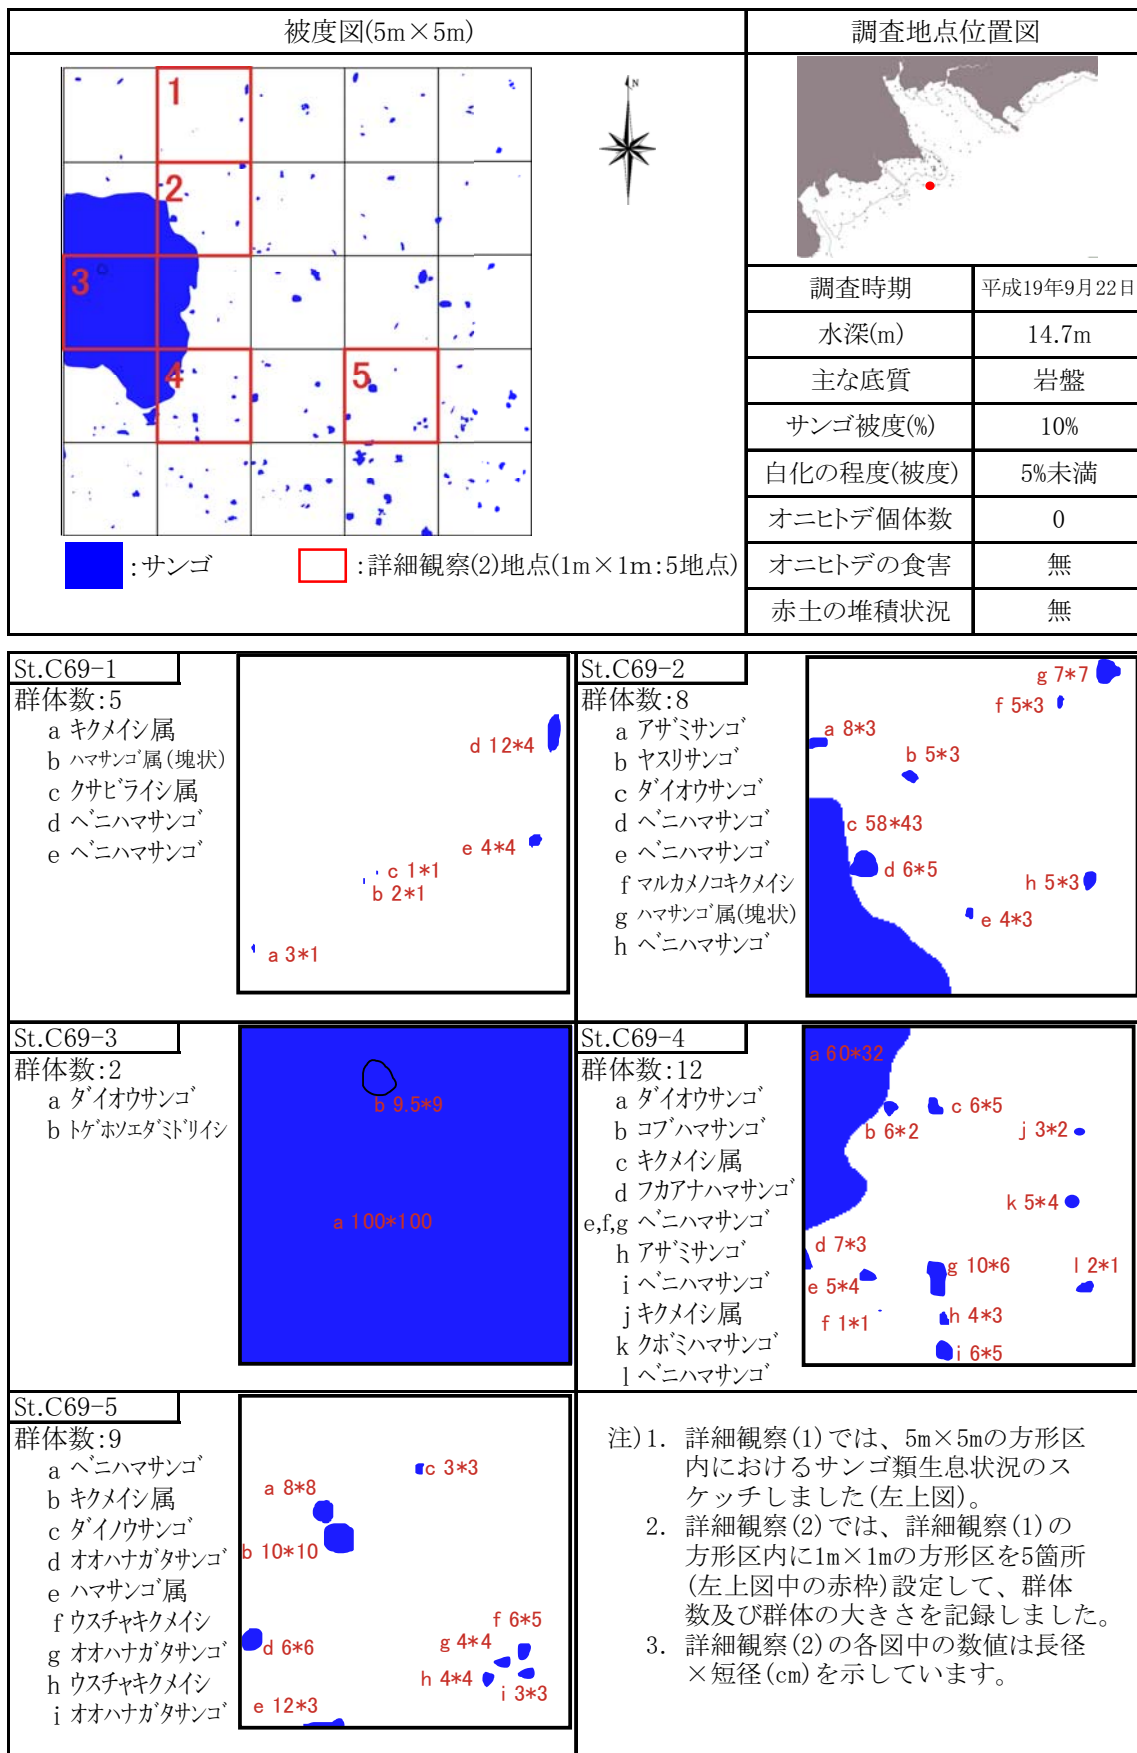 被度図(5m×5m)
調査地点位置図
1
2
3
4
5
N
:サンゴ
:詳細観察(2)地点(1m×1m:5地点)
調査時期 平成19年9月22日
水深(m) 14.7m
主な底質 岩盤
サンゴ被度(%) 10%
白化の程度(被度) 5%未満
オニヒトデ個体数 0
オニヒトデの食害 無
赤土の堆積状況 無
St.C69-1
群体数:5
a キクメイシ属
b ハマサンゴ属(塊状)
c クサビライシ属
d ベニハマサンゴ
e ベニハマサンゴ
d 12*4
e 4*4
c 1*1
b 2*1
a 3*1
St.C69-2
群体数:8
a アザミサンゴ
b ヤスリサンゴ
c ダイオウサンゴ
d ベニハマサンゴ
e ベニハマサンゴ
f マルカメノコキクメイシ
g ハマサンゴ属(塊状)
h ベニハマサンゴ
g 7*7
f 5*3
a 8*3
b 5*3
c 58*43
d 6*5
h 5*3
e 4*3
St.C69-3
群体数:2
a ダイオウサンゴ
b トゲホソエダミドリイシ
b 9.5*9
a 100*100
St.C69-4
群体数:12
a ダイオウサンゴ
b コブハマサンゴ
c キクメイシ属
d フカアナハマサンゴ
e,f,g ベニハマサンゴ
h アザミサンゴ
i ベニハマサンゴ
j キクメイシ属
k クボミハマサンゴ
l ベニハマサンゴ
a 60*32
c 6*5
b 6*2
j 3*2
k 5*4
d 7*3
g 10*6
l 2*1
e 5*4
f 1*1
h 4*3
i 6*5
St.C69-5
群体数:9
a ベニハマサンゴ
b キクメイシ属
c ダイノウサンゴ
d オオハナガタサンゴ
e ハマサンゴ属
f ウスチャキクメイシ
g オオハナガタサンゴ
h ウスチャキクメイシ
i オオハナガタサンゴ
c 3*3
a 8*8
b 10*10
f 6*5
g 4*4
d 6*6
h 4*4
i 3*3
e 12*3
注)1. 詳細観察(1)では、5m×5mの方形区
内におけるサンゴ類生息状況のス
ケッチしました(左上図)。
2. 詳細観察(2)では、詳細観察(1)の
方形区内に1m×1mの方形区を5箇所
(左上図中の赤枠)設定して、群体
数及び群体の大きさを記録しました。
3. 詳細観察(2)の各図中の数値は長径
×短径(cm)を示しています。